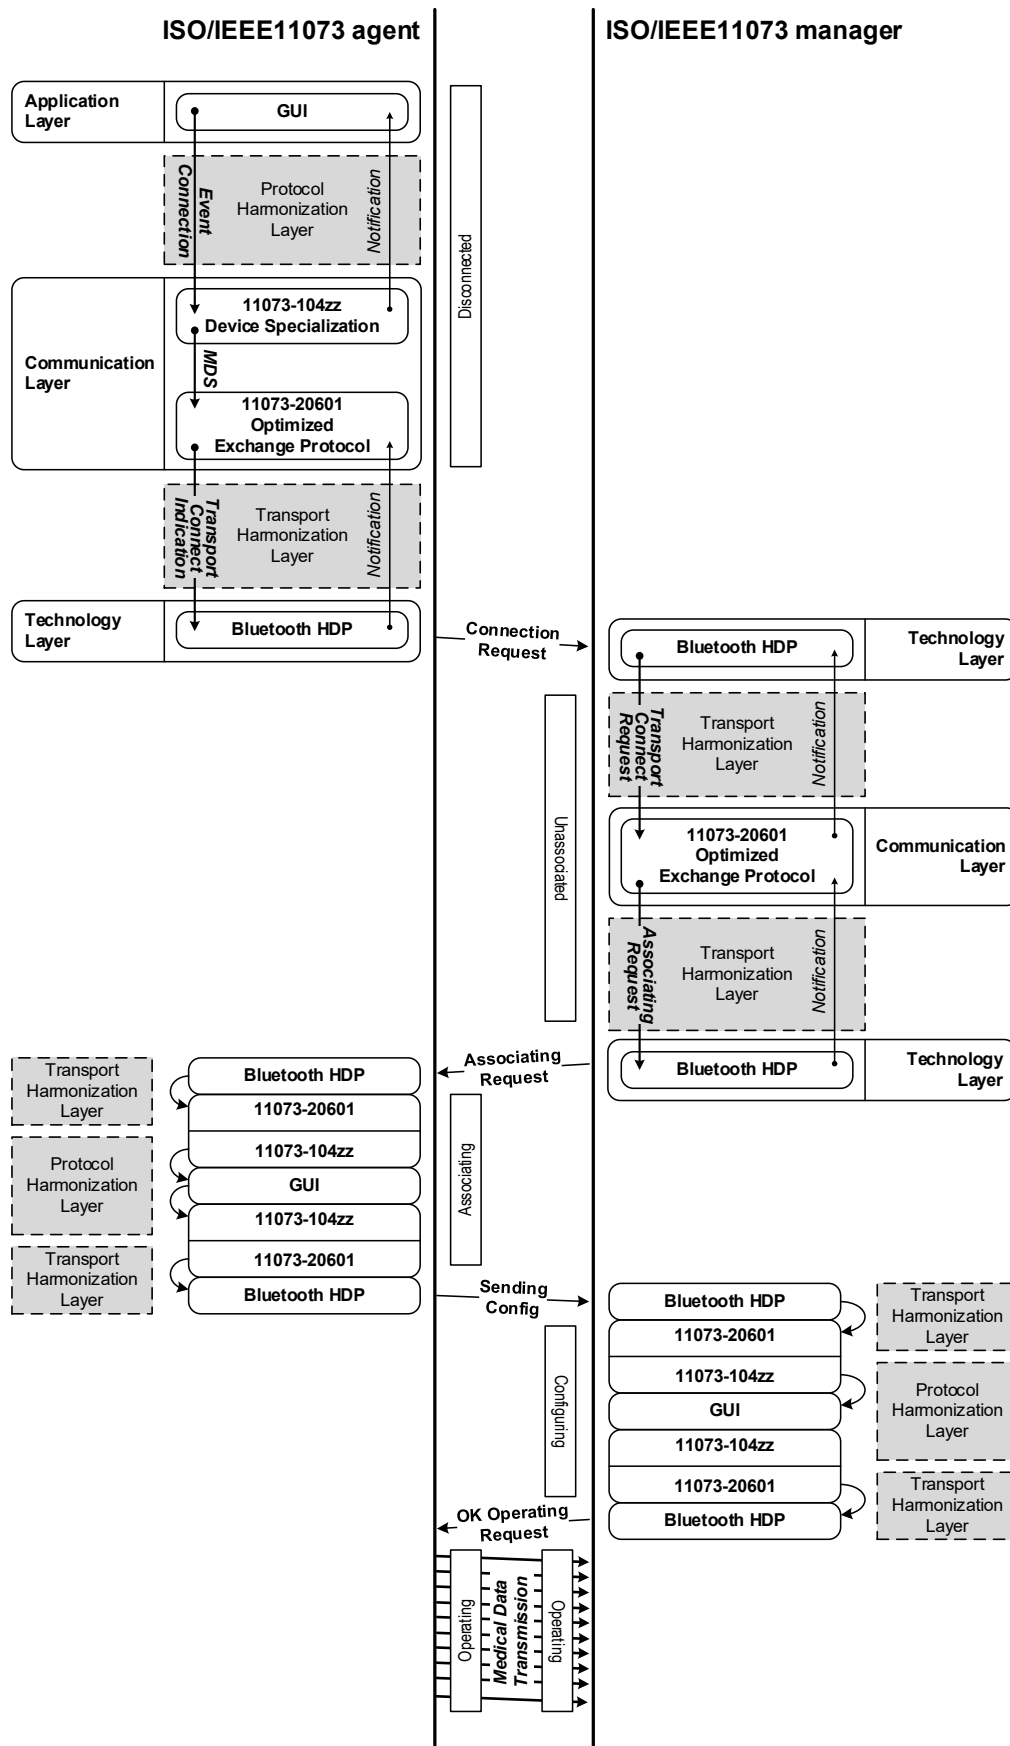 ISO/IEEE11073 agent
ISO/IEEE11073 manager
Application
Layer
GUI
Event
Connection
Protocol
Harmonization
Layer
Notification
Disconnected
Communication
Layer
11073-104zz
Device Specialization
MDS
11073-20601
Optimized
Exchange Protocol
Transport
Connect
Indication
Transport
Harmonization
Layer
Notification
Technology
Layer
Bluetooth HDP
Connection
Request
Bluetooth HDP
Technology
Layer
Transport
Connect
Request
Transport
Harmonization
Layer
Notification
Unassociated
11073-20601
Optimized
Exchange Protocol
Communication
Layer
Associating
Request
Transport
Harmonization
Layer
Notification
Bluetooth HDP
Technology
Layer
Associating
Request
Transport
Harmonization
Layer
Protocol
Harmonization
Layer
Transport
Harmonization
Layer
Bluetooth HDP
11073-20601
11073-104zz
GUI
11073-104zz
11073-20601
Bluetooth HDP
Associating
Sending
Config
Bluetooth HDP
11073-20601
11073-104zz
GUI
11073-104zz
11073-20601
Bluetooth HDP
Transport
Harmonization
Layer
Protocol
Harmonization
Layer
Transport
Harmonization
Layer
Configuring
OK Operating
Request
Operating
Medical Data
Transmission
Operating